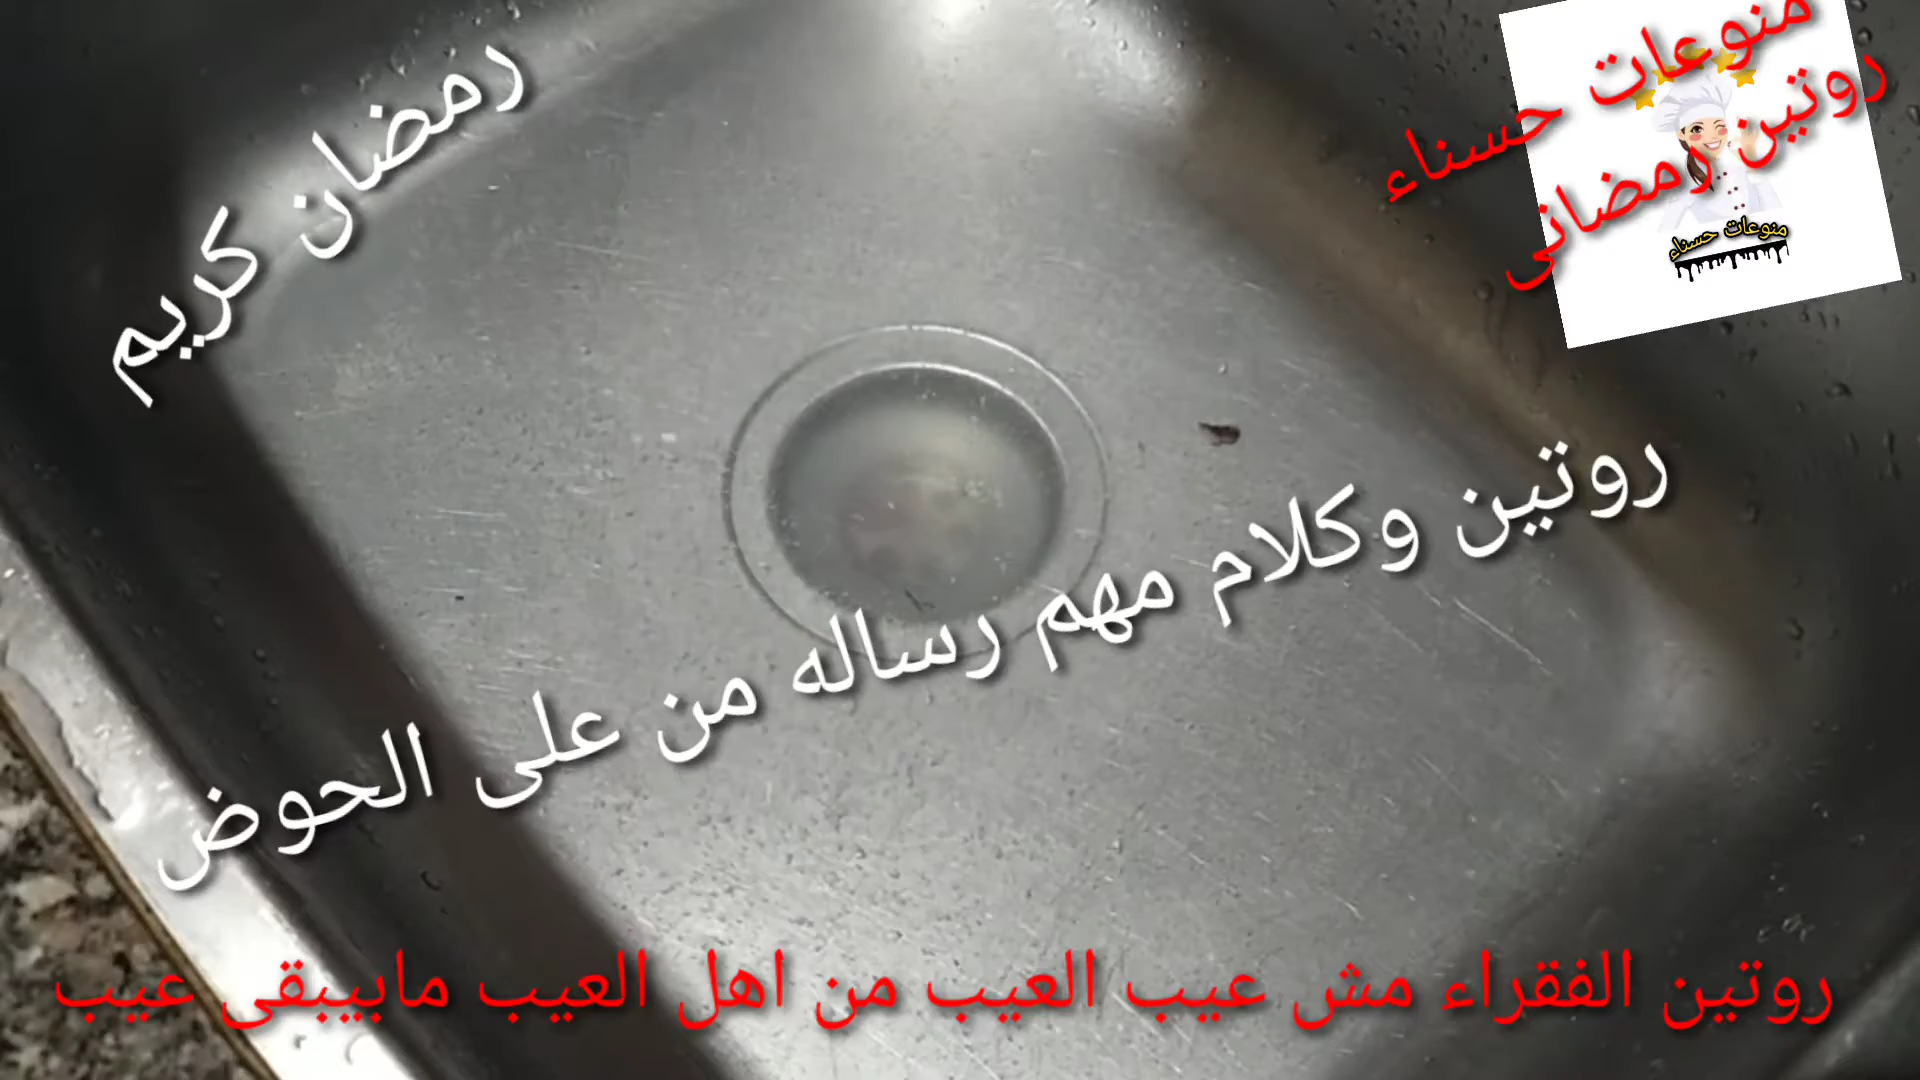 منوعات حسناء
روتين رمضانى
منوعات حسناء
رمضان كريم
روتين وكلام مهم رساله من على الحوض
روتين الفقراء مش عيب العيب من اهل العيب مابيبقى عيب